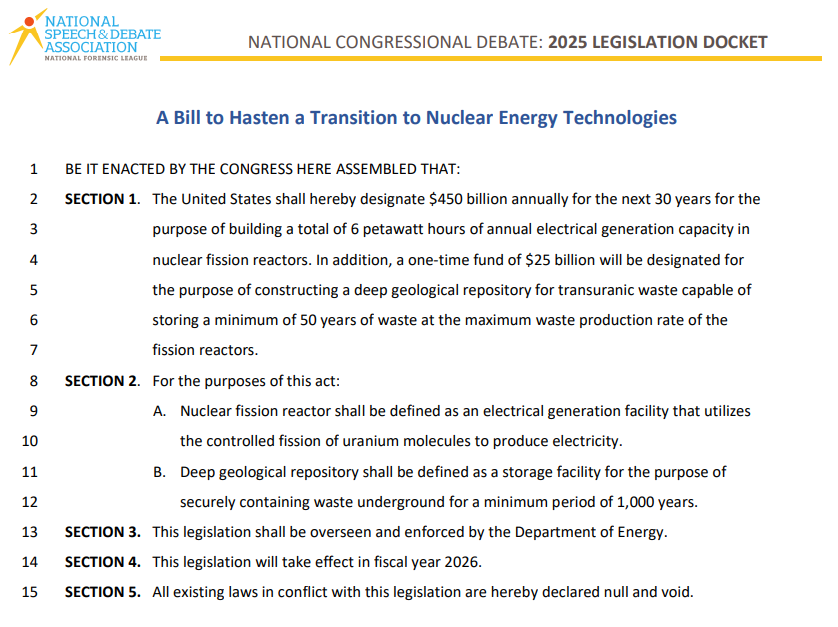 NATIONAL
SPEECH & DEBATE
ASSOCIATION
NATIONAL FORENSIC LEAGUE
NATIONAL CONGRESSIONAL DEBATE: 2025 LEGISLATION DOCKET
A Bill to Hasten a Transition to Nuclear Energy Technologies
1 BE IT ENACTED BY THE CONGRESS HERE ASSEMBLED THAT:
2 SECTION 1. The United States shall hereby designate $450 billion annually for the next 30 years for the
3 purpose of building a total of 6 petawatt hours of annual electrical generation capacity in
4 nuclear fission reactors. In addition, a one-time fund of $25 billion will be designated for
5 the purpose of constructing a deep geological repository for transuranic waste capable of
6 storing a minimum of 50 years of waste at the maximum waste production rate of the
7 fission reactors.
8 SECTION 2. For the purposes of this act:
9 A. Nuclear fission reactor shall be defined as an electrical generation facility that utilizes
10 the controlled fission of uranium molecules to produce electricity.
11 B. Deep geological repository shall be defined as a storage facility for the purpose of
12 securely containing waste underground for a minimum period of 1,000 years.
13 SECTION 3. This legislation shall be overseen and enforced by the Department of Energy.
14 SECTION 4. This legislation will take effect in fiscal year 2026.
15 SECTION 5. All existing laws in conflict with this legislation are hereby declared null and void.